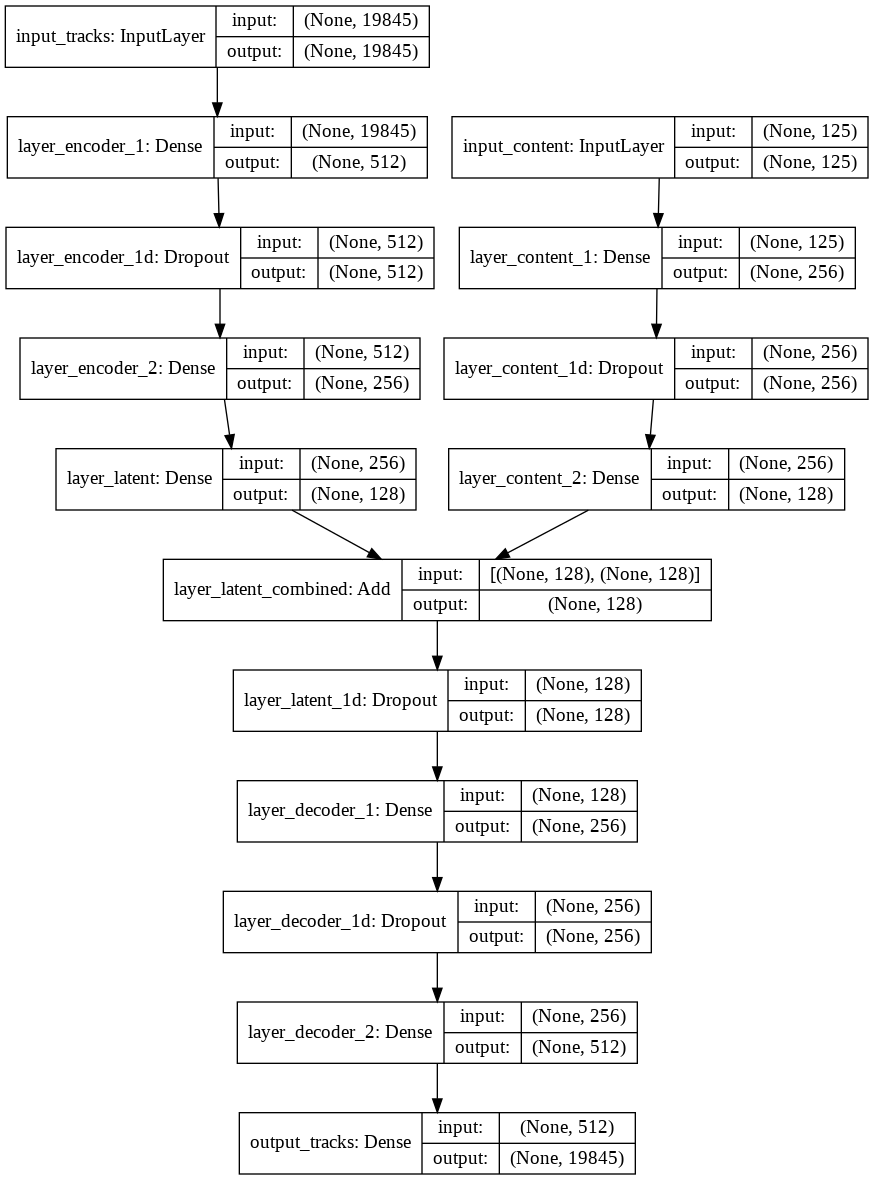 input_tracks: InputLayer
input: (None, 19845)
output: (None, 19845)
layer_encoder_1: Dense
input: (None, 19845)
output: (None, 512)
input_content: InputLayer
input: (None, 125)
output: (None, 125)
layer_encoder_1d: Dropout
input: (None, 512)
output: (None, 512)
layer_content_1: Dense
input: (None, 125)
output: (None, 256)
layer_encoder_2: Dense
input: (None, 512)
output: (None, 256)
layer_content_1d: Dropout
input: (None, 256)
output: (None, 256)
layer_latent: Dense
input: (None, 256)
output: (None, 128)
layer_content_2: Dense
input: (None, 256)
output: (None, 128)
layer_latent_combined: Add
input: [(None, 128), (None, 128)]
output: (None, 128)
layer_latent_1d: Dropout
input: (None, 128)
output: (None, 128)
layer_decoder_1: Dense
input: (None, 128)
output: (None, 256)
layer_decoder_1d: Dropout
input: (None, 256)
output: (None, 256)
layer_decoder_2: Dense
input: (None, 256)
output: (None, 512)
output_tracks: Dense
input: (None, 512)
output: (None, 19845)